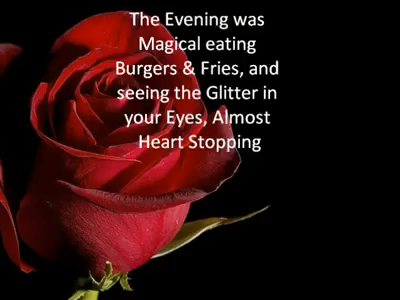 The Evening was
Magical eating
Burgers & Fries, and
seeing the Glitter in
your Eyes, Almost
Heart Stopping